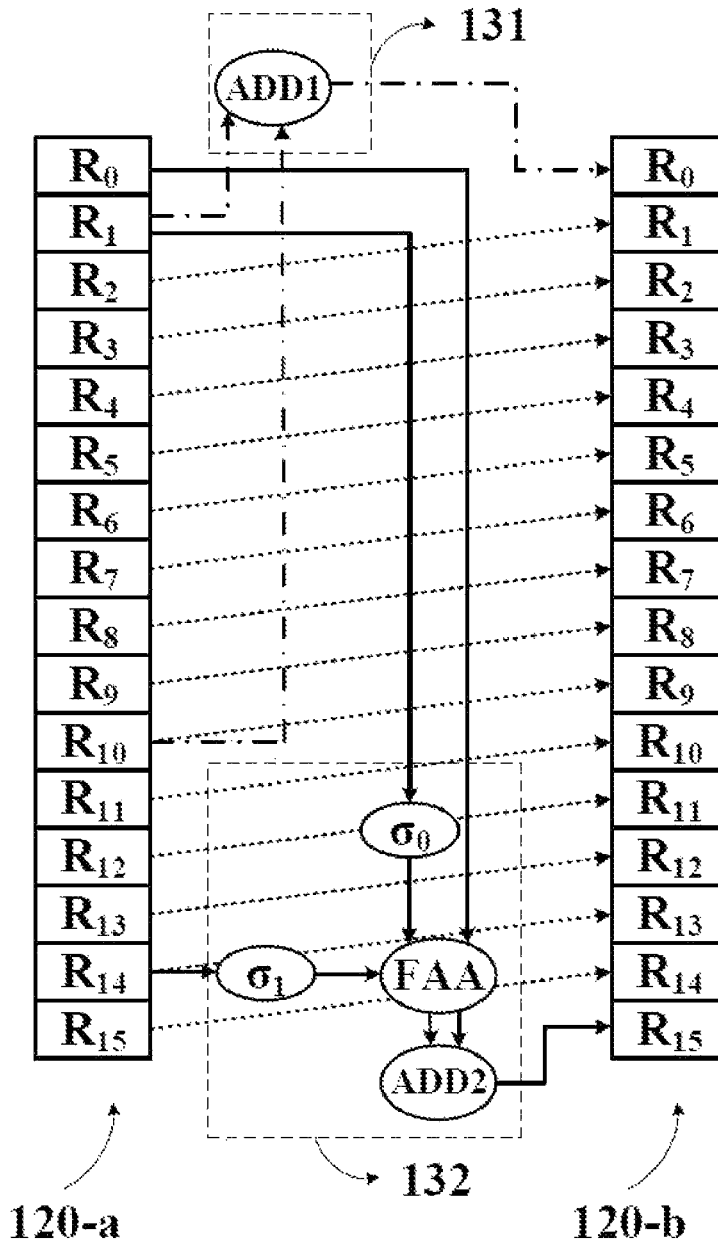 131
ADD1
R0 R0
R1 R1
R2 R2
R3 R3
R4 R4
R5 R5
R6 R6
R7 R7
R8 R8
R9 R9
R10 R10
R11 R11
σ0
R12 R12
R13 R13
R14 σ1 FAA R14
R15 R15
ADD2
132
120-a 120-b